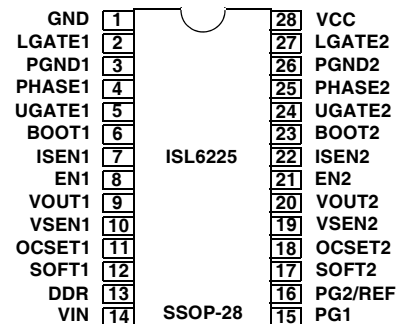 GND 1 28 VCC
LGATE1 2 27 LGATE2
PGND1 3 26 PGND2
PHASE1 4 25 PHASE2
UGATE1 5 24 UGATE2
BOOT1 6 23 BOOT2
ISEN1 7 ISL6225 22 ISEN2
EN1 8 21 EN2
VOUT1 9 20 VOUT2
VSEN1 10 19 VSEN2
OCSET1 11 18 OCSET2
SOFT1 12 17 SOFT2
DDR 13 16 PG2/REF
VIN 14 SSOP-28 15 PG1